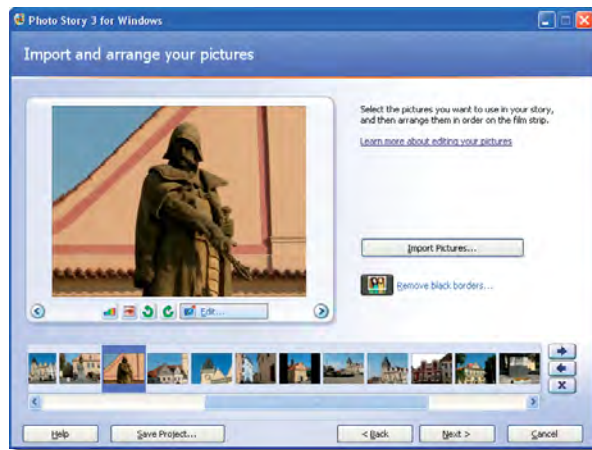 Photo Story 3 for Windows
Import and arrange your pictures
Select the pictures you want to use in your story,
and then arrange them in order on the film strip.
Learn more about editing your pictures
Import Pictures...
Remove black borders...
Edit...
Help
Save Project...
< Back
Next >
Cancel